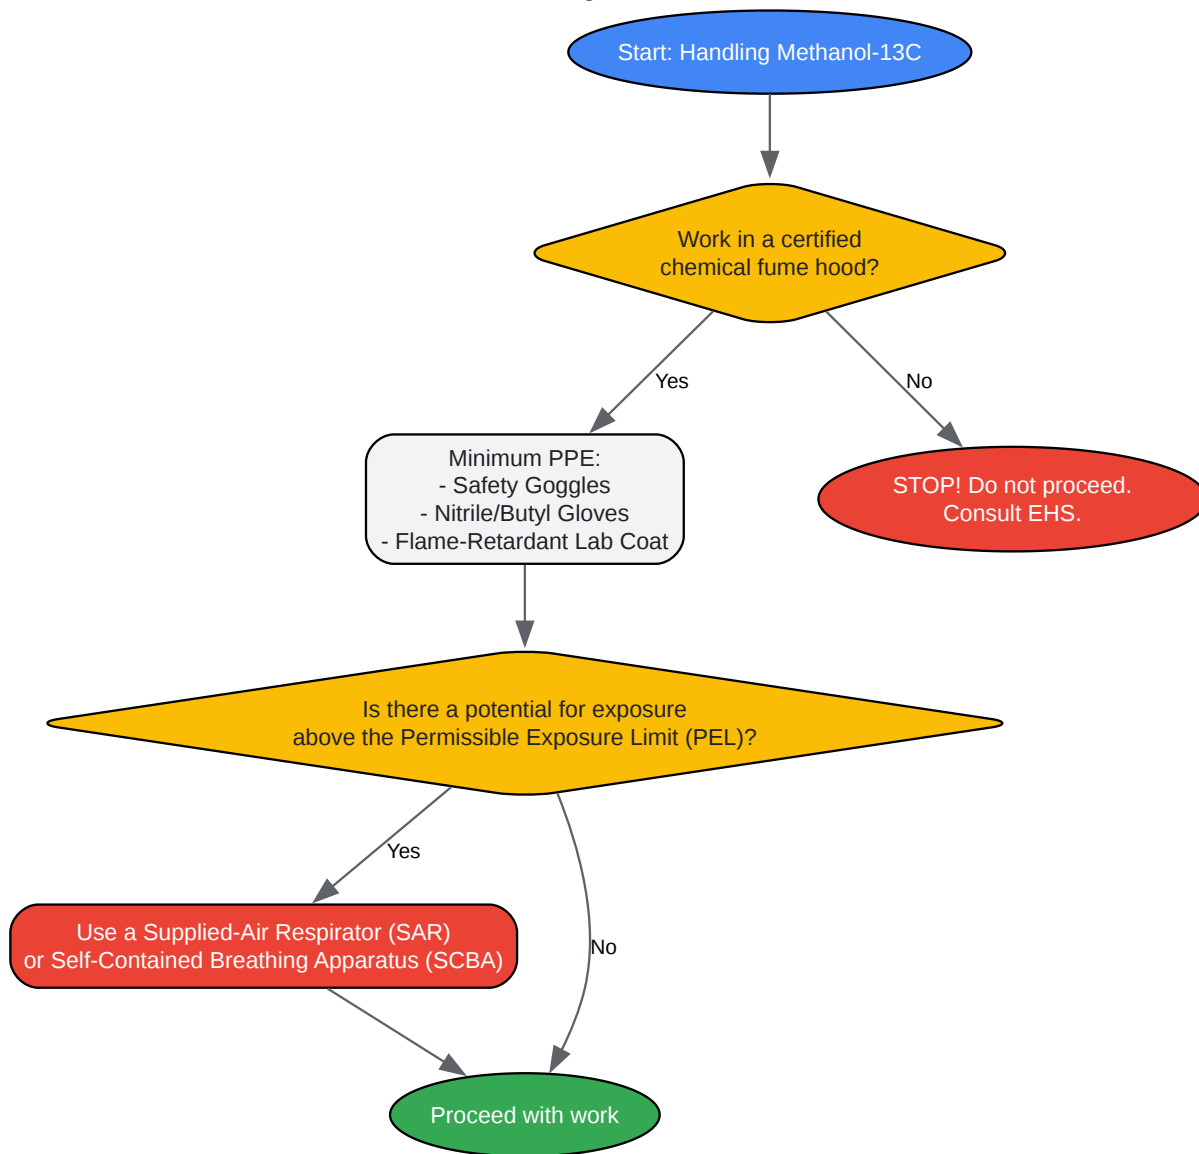 Start: Handling Methanol-13C
Work in a certified
chemical fume hood?
Yes
No
Minimum PPE:
- Safety Goggles
- Nitrile/Butyl Gloves
- Flame-Retardant Lab Coat
STOP! Do not proceed.
Consult EHS.
Is there a potential for exposure
above the Permissible Exposure Limit (PEL)?
Yes
No
Use a Supplied-Air Respirator (SAR)
or Self-Contained Breathing Apparatus (SCBA)
Proceed with work